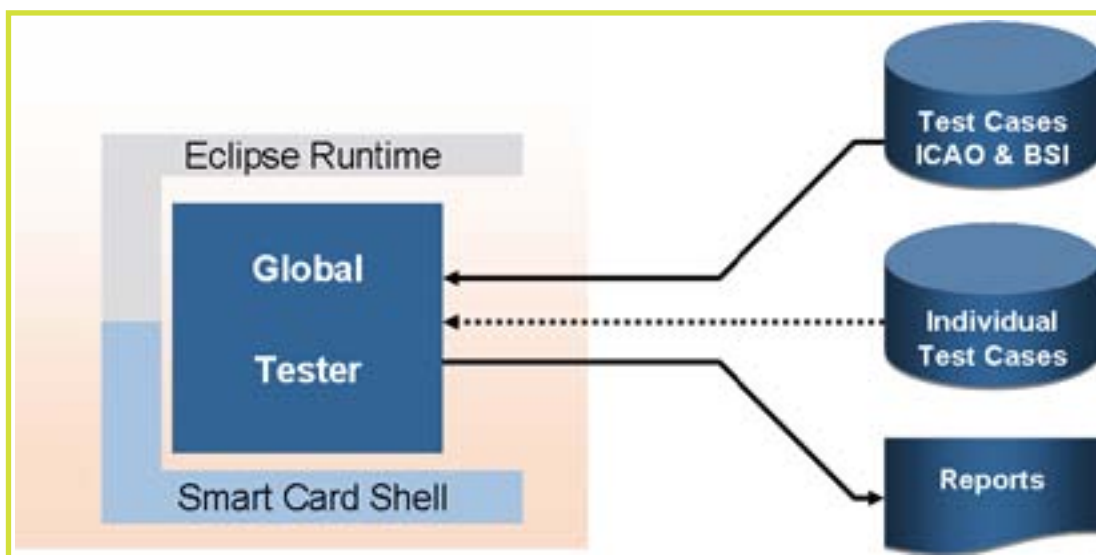 Eclipse Runtime
Global
Tester
Smart Card Shell
Test Cases
ICAO & BSI
Individual
Test Cases
Reports